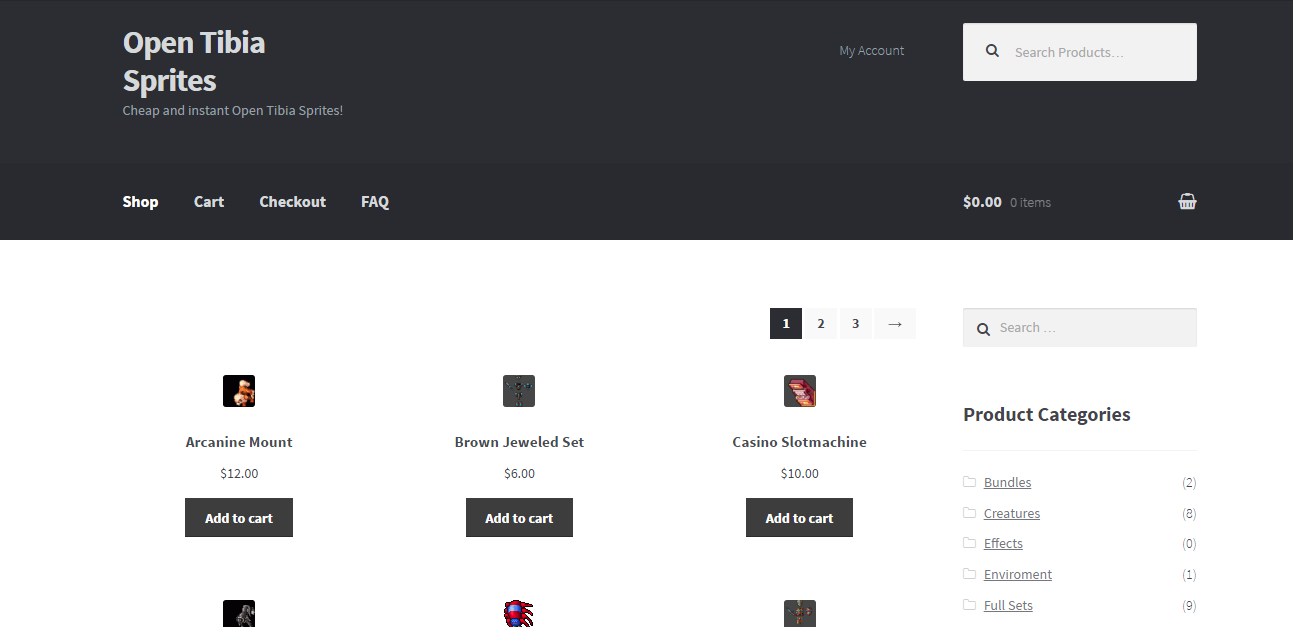 Open Tibia
Sprites
Cheap and instant Open Tibia Sprites!
My Account
Search Products…
Shop
Cart
Checkout
FAQ
$0.00 0 items
1
2
3
→
Search …
Arcanine Mount
$12.00
Add to cart
Brown Jeweled Set
$6.00
Add to cart
Casino Slotmachine
$10.00
Add to cart
Product Categories
Bundles (2)
Creatures (8)
Effects (0)
Enviroment (1)
Full Sets (9)